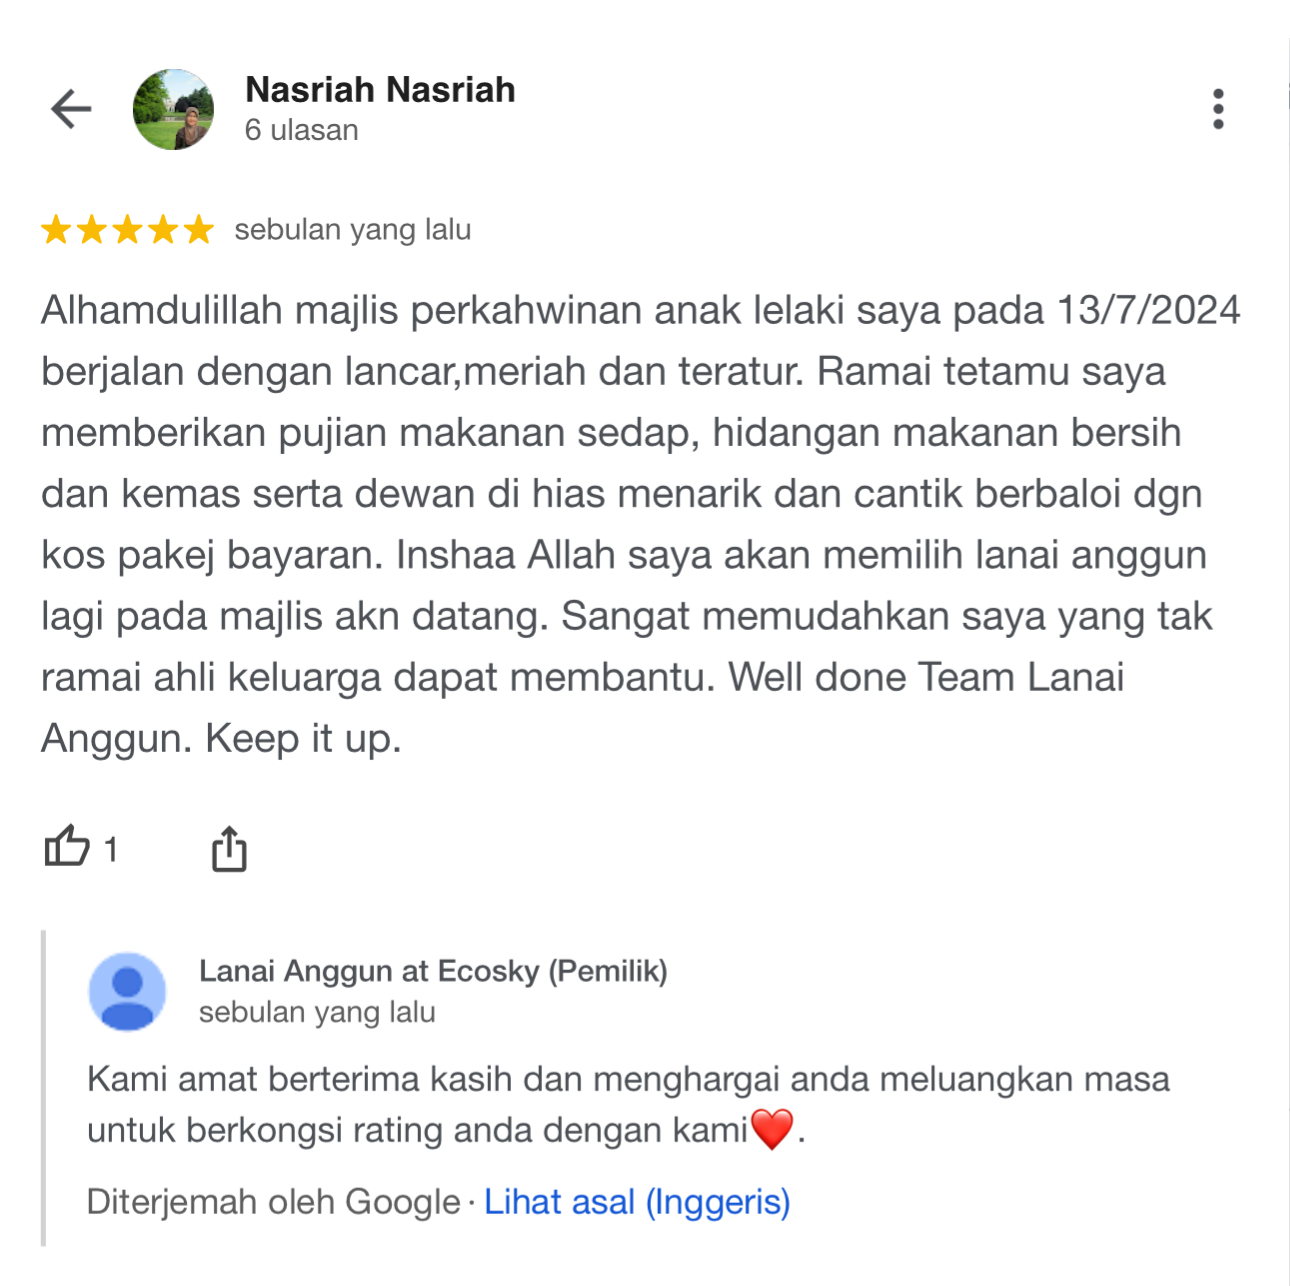 Nasriah Nasriah
6 ulasan
sebulan yang lalu
Alhamdulillah majlis perkahwinan anak lelaki saya pada 13/7/2024
berjalan dengan lancar,meriah dan teratur. Ramai tetamu saya
memberikan pujian makanan sedap, hidangan makanan bersih
dan kemas serta dewan di hias menarik dan cantik berbaloi dgn
kos pakej bayaran. Inshaa Allah saya akan memilih lanai anggun
lagi pada majlis akn datang. Sangat memudahkan saya yang tak
ramai ahli keluarga dapat membantu. Well done Team Lanai
Anggun. Keep it up.
1
Lanai Anggun at Ecosky (Pemilik)
sebulan yang lalu
Kami amat berterima kasih dan menghargai anda meluangkan masa
untuk berkongsi rating anda dengan kami❤️.
Diterjemah oleh Google · Lihat asal (Inggeris)